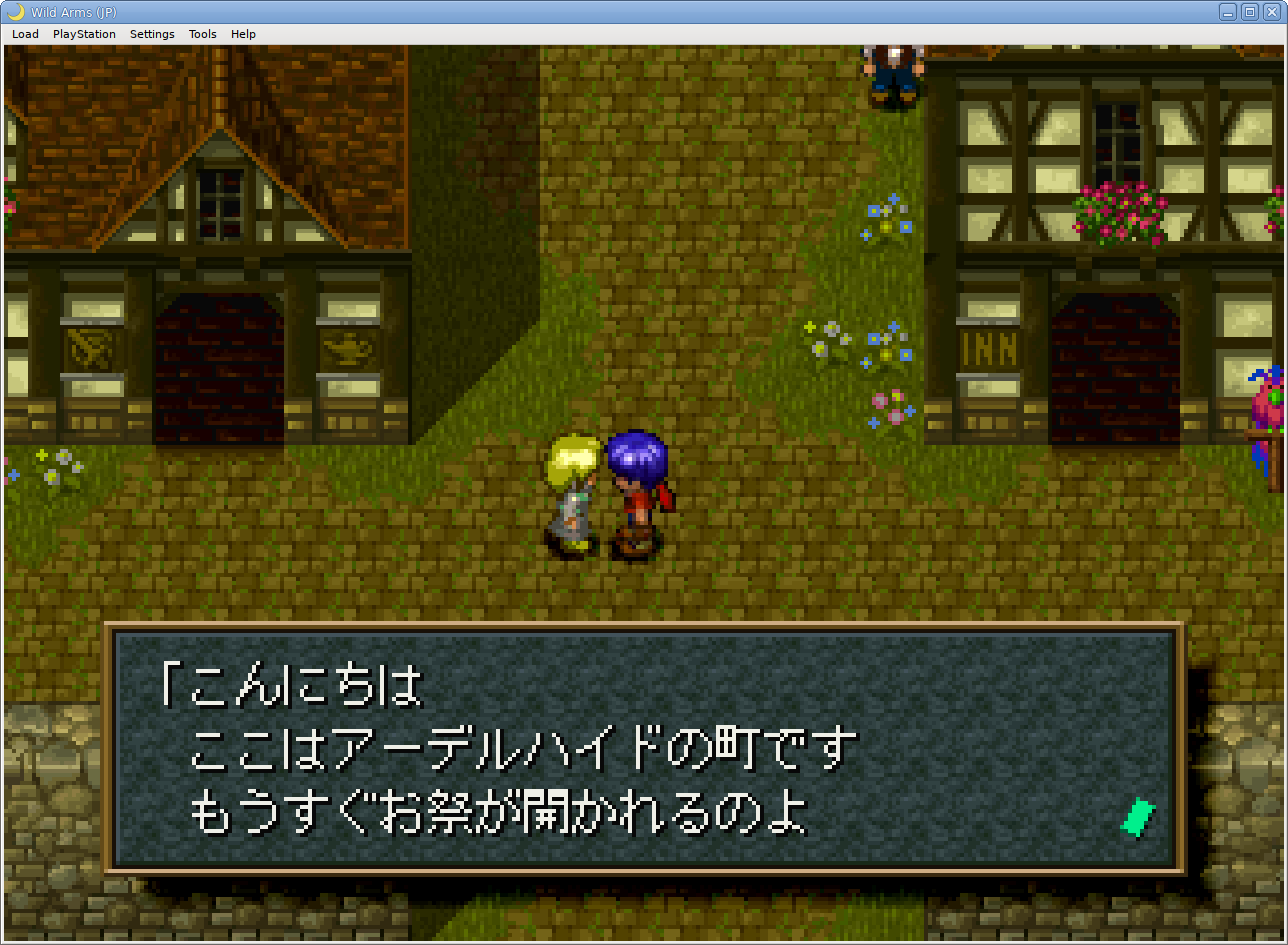 Wild Arms (JP)
Load PlayStation Settings Tools Help
INN
「こんにちは
ここはアーデルハイドの町です
もうすぐお祭が開かれるのよ